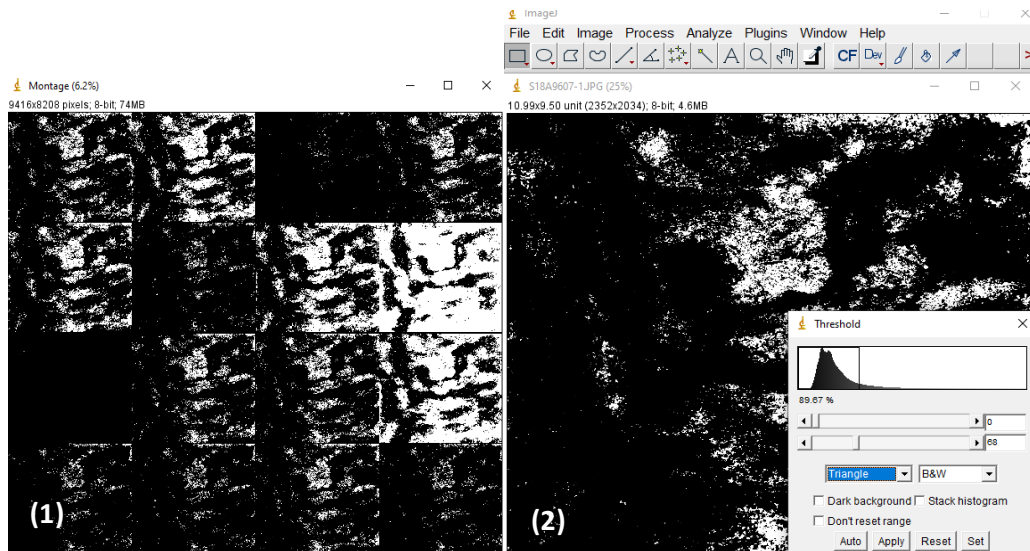 ImageJ
File Edit Image Process Analyze Plugins Window Help
A CF Dev
Montage (6.2%)
9416x8208 pixels; 8-bit; 74MB
(1)
S18A9607-1.JPG (25%)
10.99x9.50 unit (2352x2034); 8-bit; 4.6MB
(2)
Threshold
89.67 %
0
68
Triangle B&W
Dark background Stack histogram
Don't reset range
Auto Apply Reset Set